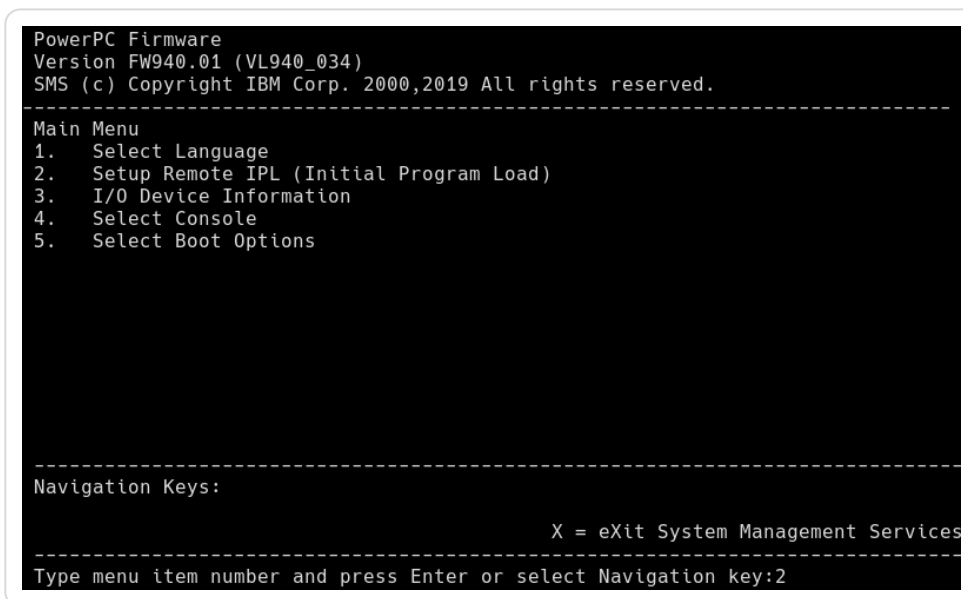 PowerPC Firmware
Version FW940.01 (VL940_034)
SMS (c) Copyright IBM Corp. 2000,2019 All rights reserved.
-------------------------------------------------------------------------------
Main Menu
1.   Select Language
2.   Setup Remote IPL (Initial Program Load)
3.   I/O Device Information
4.   Select Console
5.   Select Boot Options
-------------------------------------------------------------------------------
Navigation Keys:
X = eXit System Management Services
-------------------------------------------------------------------------------
Type menu item number and press Enter or select Navigation key:2